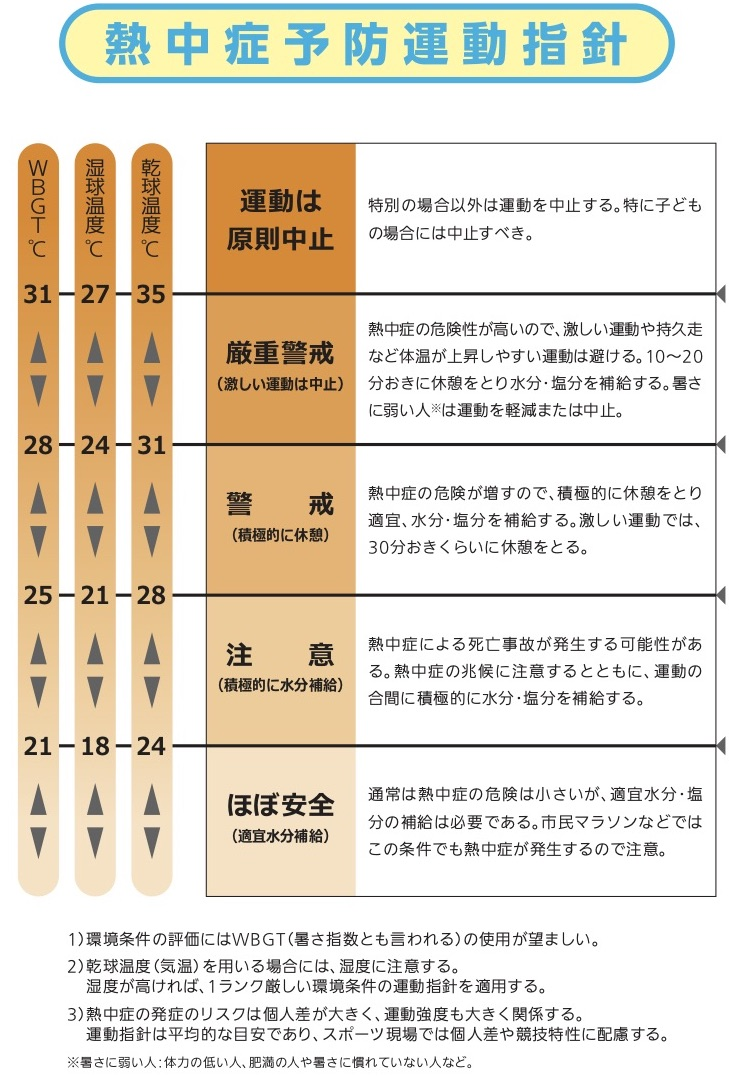 熱中症予防運動指針
WBGT℃
湿球温度℃
乾球温度℃
運動は
原則中止
特別の場合以外は運動を中止する。特に子ども
の場合には中止すべき。
31 27 35
厳重警戒
（激しい運動は中止）
熱中症の危険性が高いので、激しい運動や持久走
など体温が上昇しやすい運動は避ける。10～20
分おきに休憩をとり水分・塩分を補給する。暑さ
に弱い人※は運動を軽減または中止。
28 24 31
警戒
（積極的に休憩）
熱中症の危険が増すので、積極的に休憩をとり
適宜、水分・塩分を補給する。激しい運動では、
30分おきくらいに休憩をとる。
25 21 28
注意
（積極的に水分補給）
熱中症による死亡事故が発生する可能性があ
る。熱中症の兆候に注意するとともに、運動の
合間に積極的に水分・塩分を補給する。
21 18 24
ほぼ安全
（適宜水分補給）
通常は熱中症の危険は小さいが、適宜水分・塩
分の補給は必要である。市民マラソンなどでは
この条件でも熱中症が発生するので注意。
1）環境条件の評価にはWBGT（暑さ指数とも言われる）の使用が望ましい。
2）乾球温度（気温）を用いる場合には、湿度に注意する。
湿度が高ければ、1ランク厳しい環境条件の運動指針を適用する。
3）熱中症の発症のリスクは個人差が大きく、運動強度も大きく関係する。
運動指針は平均的な目安であり、スポーツ現場では個人差や競技特性に配慮する。
※暑さに弱い人：体力の低い人、肥満の人や暑さに慣れていない人など。